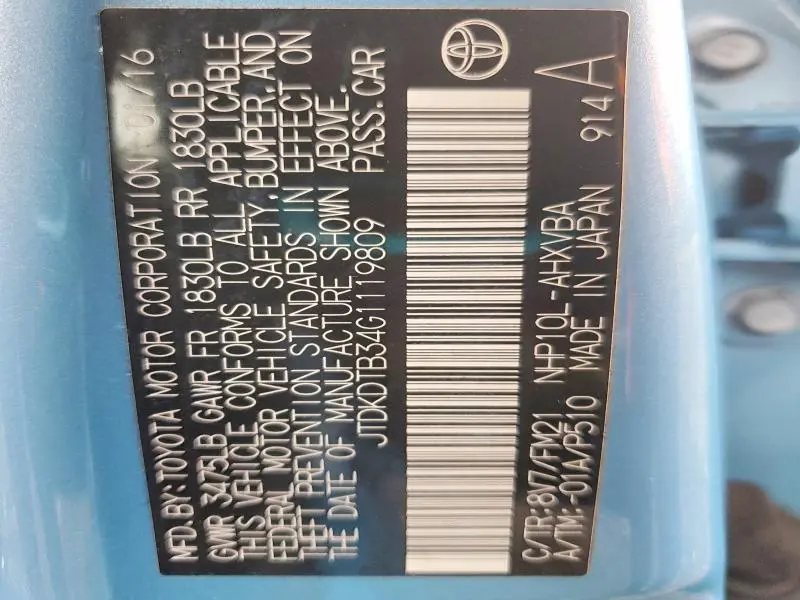 MFD.BY:TOYOTA MOTOR CORPORATION 01/16
GVWR 3475LB GAWR FR 1830LB RR 1830LB
THIS VEHICLE CONFORMS TO ALL APPLICABLE
FEDERAL MOTOR VEHICLE SAFETY,BUMPER,AND
THEFT PREVENTION STANDARDS IN EFFECT ON
THE DATE OF MANUFACTURE SHOWN ABOVE.
JTDKDTB34G1119809 PASS.CAR
C/TR:8Y7/FM21 NHP10L-AHXVBA 914A
A/TM:-01A/P510 MADE IN JAPAN